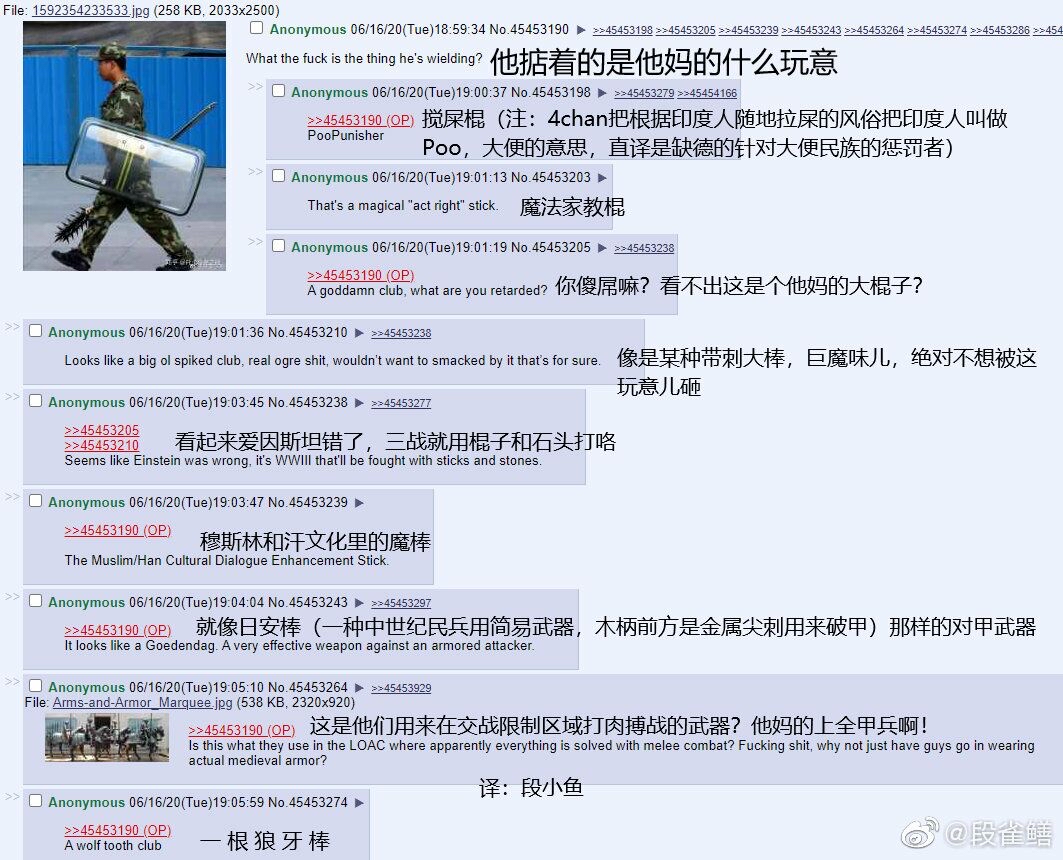 File: 1592354233533.jpg (258 KB, 2033x2500)
Anonymous 06/16/20(Tue)18:59:34 No.45453190 ▶ >>45453198 >>45453205 >>45453239 >>45453243 >>45453264 >>45453274 >>45453286 >>454
What the fuck is the thing he's wielding? 他掂着的是他妈的什么玩意
>> Anonymous 06/16/20(Tue)19:00:37 No.45453198 ▶ >>45453279 >>45454166
>>45453190 (OP) 搅屎棍（注：4chan把根据印度人随地拉屎的风俗把印度人叫做
PooPunisher Poo，大便的意思，直译是缺德的针对大便民族的惩罚者）
>> Anonymous 06/16/20(Tue)19:01:13 No.45453203 ▶
That's a magical "act right" stick. 魔法家教棍
>> Anonymous 06/16/20(Tue)19:01:19 No.45453205 ▶ >>45453238
>>45453190 (OP)
A goddamn club, what are you retarded? 你傻屌嘛？看不出这是个他妈的大棍子？
>> Anonymous 06/16/20(Tue)19:01:36 No.45453210 ▶ >>45453238
Looks like a big ol spiked club, real ogre shit, wouldn't want to smacked by it that's for sure. 像是某种带刺大棒，巨魔味儿，绝对不想被这
玩意儿砸
>> Anonymous 06/16/20(Tue)19:03:45 No.45453238 ▶ >>45453277
>>45453205
>>45453210 看起来爱因斯坦错了，三战就用棍子和石头打咯
Seems like Einstein was wrong, it's WWIII that'll be fought with sticks and stones.
>> Anonymous 06/16/20(Tue)19:03:47 No.45453239 ▶
>>45453190 (OP) 穆斯林和汗文化里的魔棒
The Muslim/Han Cultural Dialogue Enhancement Stick.
>> Anonymous 06/16/20(Tue)19:04:04 No.45453243 ▶ >>45453297
>>45453190 (OP) 就像日安棒（一种中世纪民兵用简易武器，木柄前方是金属尖刺用来破甲）那样的对甲武器
It looks like a Goedendag. A very effective weapon against an armored attacker.
>> Anonymous 06/16/20(Tue)19:05:10 No.45453264 ▶ >>45453929
File: Arms-and-Armor_Marquee.jpg (538 KB, 2320x920)
>>45453190 (OP) 这是他们用来在交战限制区域打肉搏战的武器？他妈的上全甲兵啊！
Is this what they use in the LOAC where apparently everything is solved with melee combat? Fucking shit, why not just have guys go in wearing
actual medieval armor?
译：段小鱼
>> Anonymous 06/16/20(Tue)19:05:59 No.45453274 ▶
>>45453190 (OP)
A wolf tooth club 一根狼牙棒
@段雀鳝